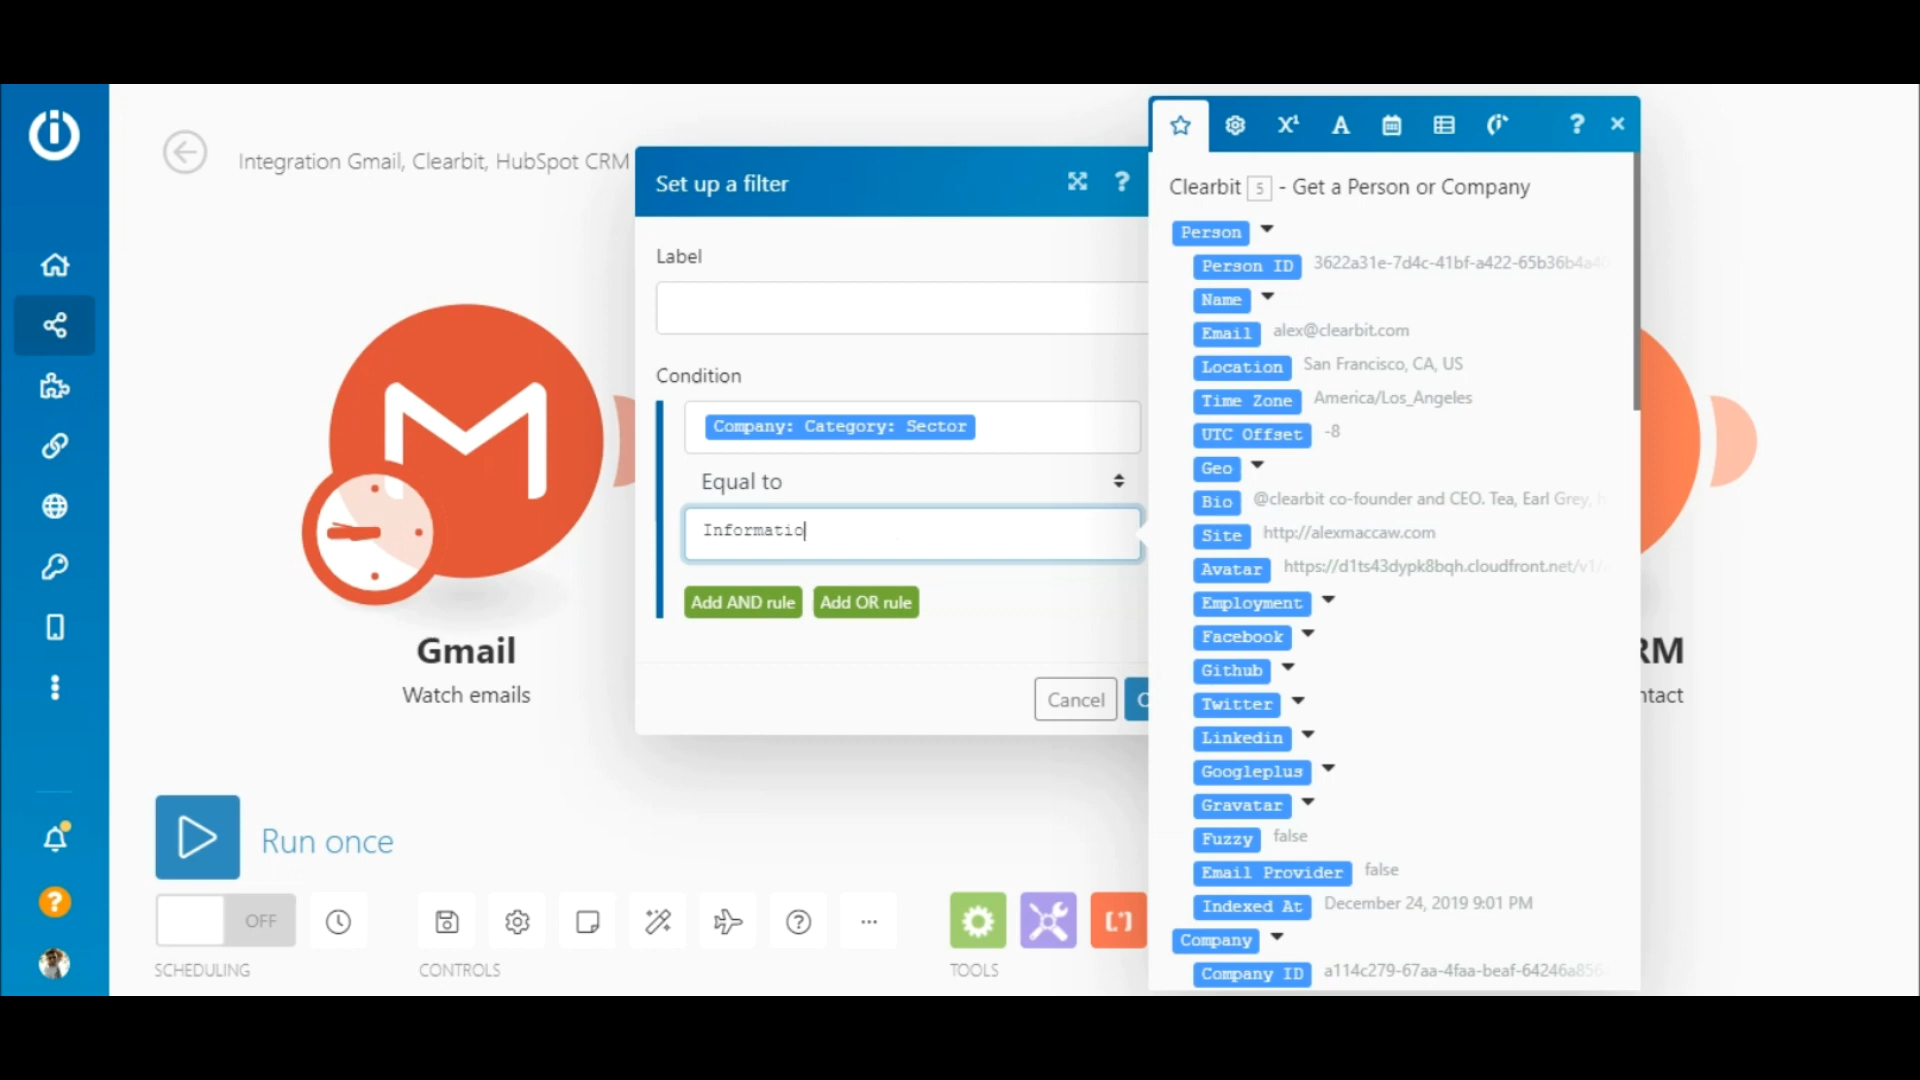 Integration Gmail, Clearbit, HubSpot CRM
Set up a filter
?
Label
Condition
Company: Category: Sector
Equal to
Informatio
Add AND rule
Add OR rule
Cancel
Gmail
Watch emails
Run once
OFF
SCHEDULING
CONTROLS
TOOLS
Clearbit 5 - Get a Person or Company
Person
Person ID 3622a31e-7d4c-41bf-a422-65b36b4a40
Name
Email alex@clearbit.com
Location San Francisco, CA, US
Time Zone America/Los_Angeles
UTC Offset -8
Geo
Bio @clearbit co-founder and CEO. Tea, Earl Grey,
Site http://alexmaccaw.com
Avatar https://d1ts43dypk8bqh.cloudfront.net/v1/
Employment
Facebook
Github
Twitter
Linkedin
Googleplus
Gravatar
Fuzzy false
Email Provider false
Indexed At December 24, 2019 9:01 PM
Company
Company ID a114c279-67aa-4faa-beaf-64246a856
RM
ntact